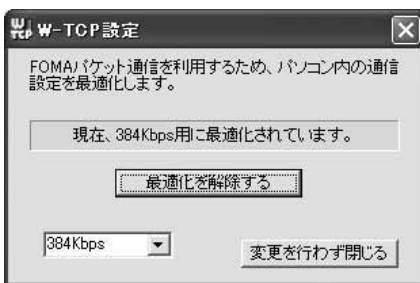 W-TCP設定
FOMAパケット通信を利用するため、パソコン内の通信
設定を最適化します。
現在、384Kbps用に最適化されています。
最適化を解除する
384Kbps
変更を行わず閉じる